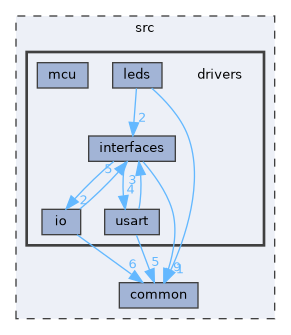 src
mcu
leds
drivers
2
interfaces
5
2
3
4
io
usart
6
5
9
1
common